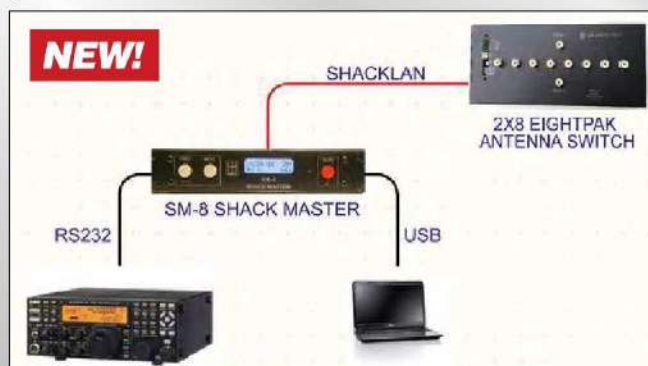 NEW!
SHACKLAN
2X8 EIGHTPAK
ANTENNA SWITCH
SM-8 SHACK MASTER
RS232
USB